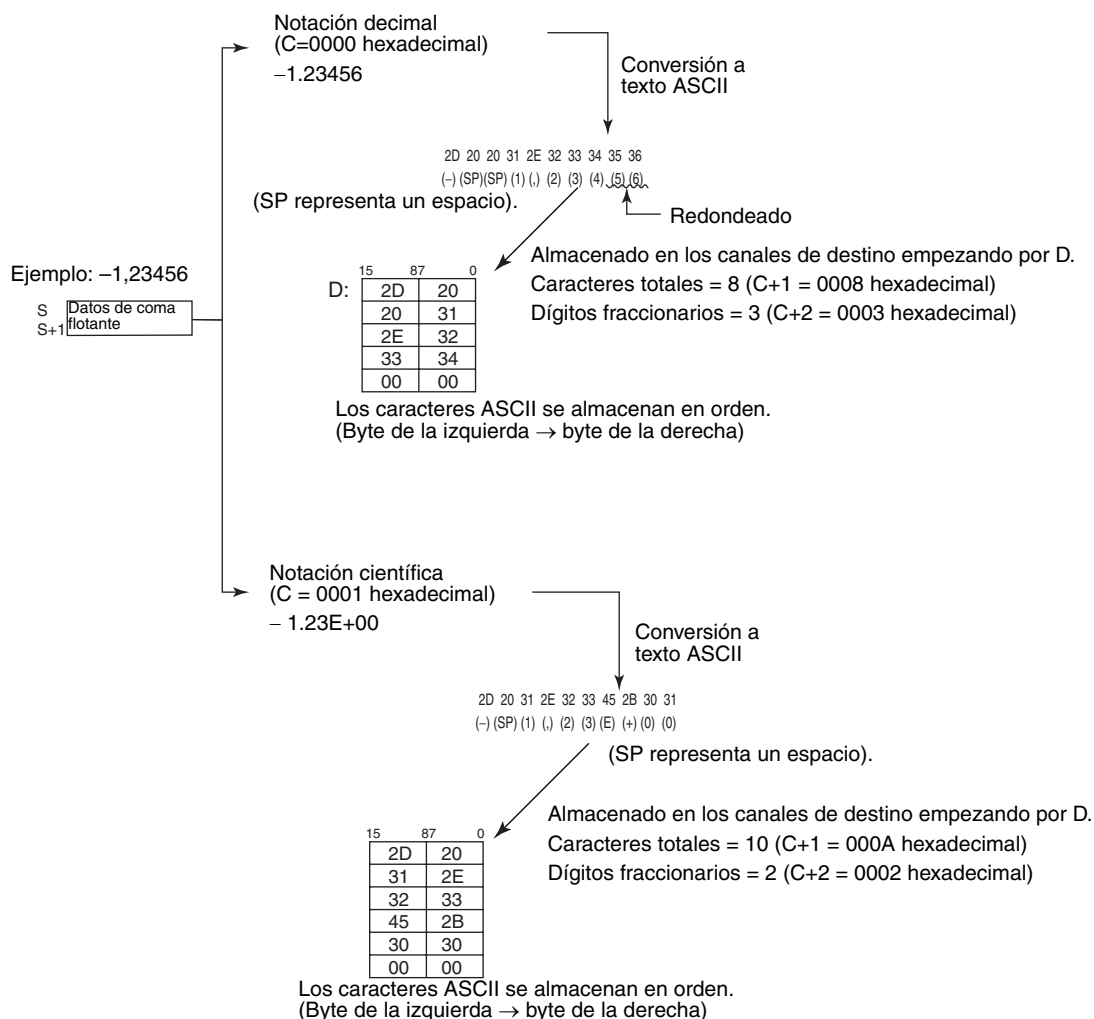 Notación decimal
(C=0000 hexadecimal)
–1.23456
Conversión a
texto ASCII
2D 20 20 31 2E 32 33 34 35 36
(–) (SP)(SP) (1) (,) (2) (3) (4) (5) (6)
(SP representa un espacio).
Redondeado
Ejemplo: –1,23456
S
S+1
Datos de coma
flotante
Almacenado en los canales de destino empezando por D.
Caracteres totales = 8 (C+1 = 0008 hexadecimal)
Dígitos fraccionarios = 3 (C+2 = 0003 hexadecimal)
15 87 0
D:
2D 20
20 31
2E 32
33 34
00 00
Los caracteres ASCII se almacenan en orden.
(Byte de la izquierda → byte de la derecha)
Notación científica
(C = 0001 hexadecimal)
– 1.23E+00
Conversión a
texto ASCII
2D 20 31 2E 32 33 45 2B 30 31
(–) (SP) (1) (,) (2) (3) (E) (+) (0) (0)
(SP representa un espacio).
Almacenado en los canales de destino empezando por D.
Caracteres totales = 10 (C+1 = 000A hexadecimal)
Dígitos fraccionarios = 2 (C+2 = 0002 hexadecimal)
15 87 0
2D 20
31 2E
32 33
45 2B
30 30
00 00
Los caracteres ASCII se almacenan en orden.
(Byte de la izquierda → byte de la derecha)